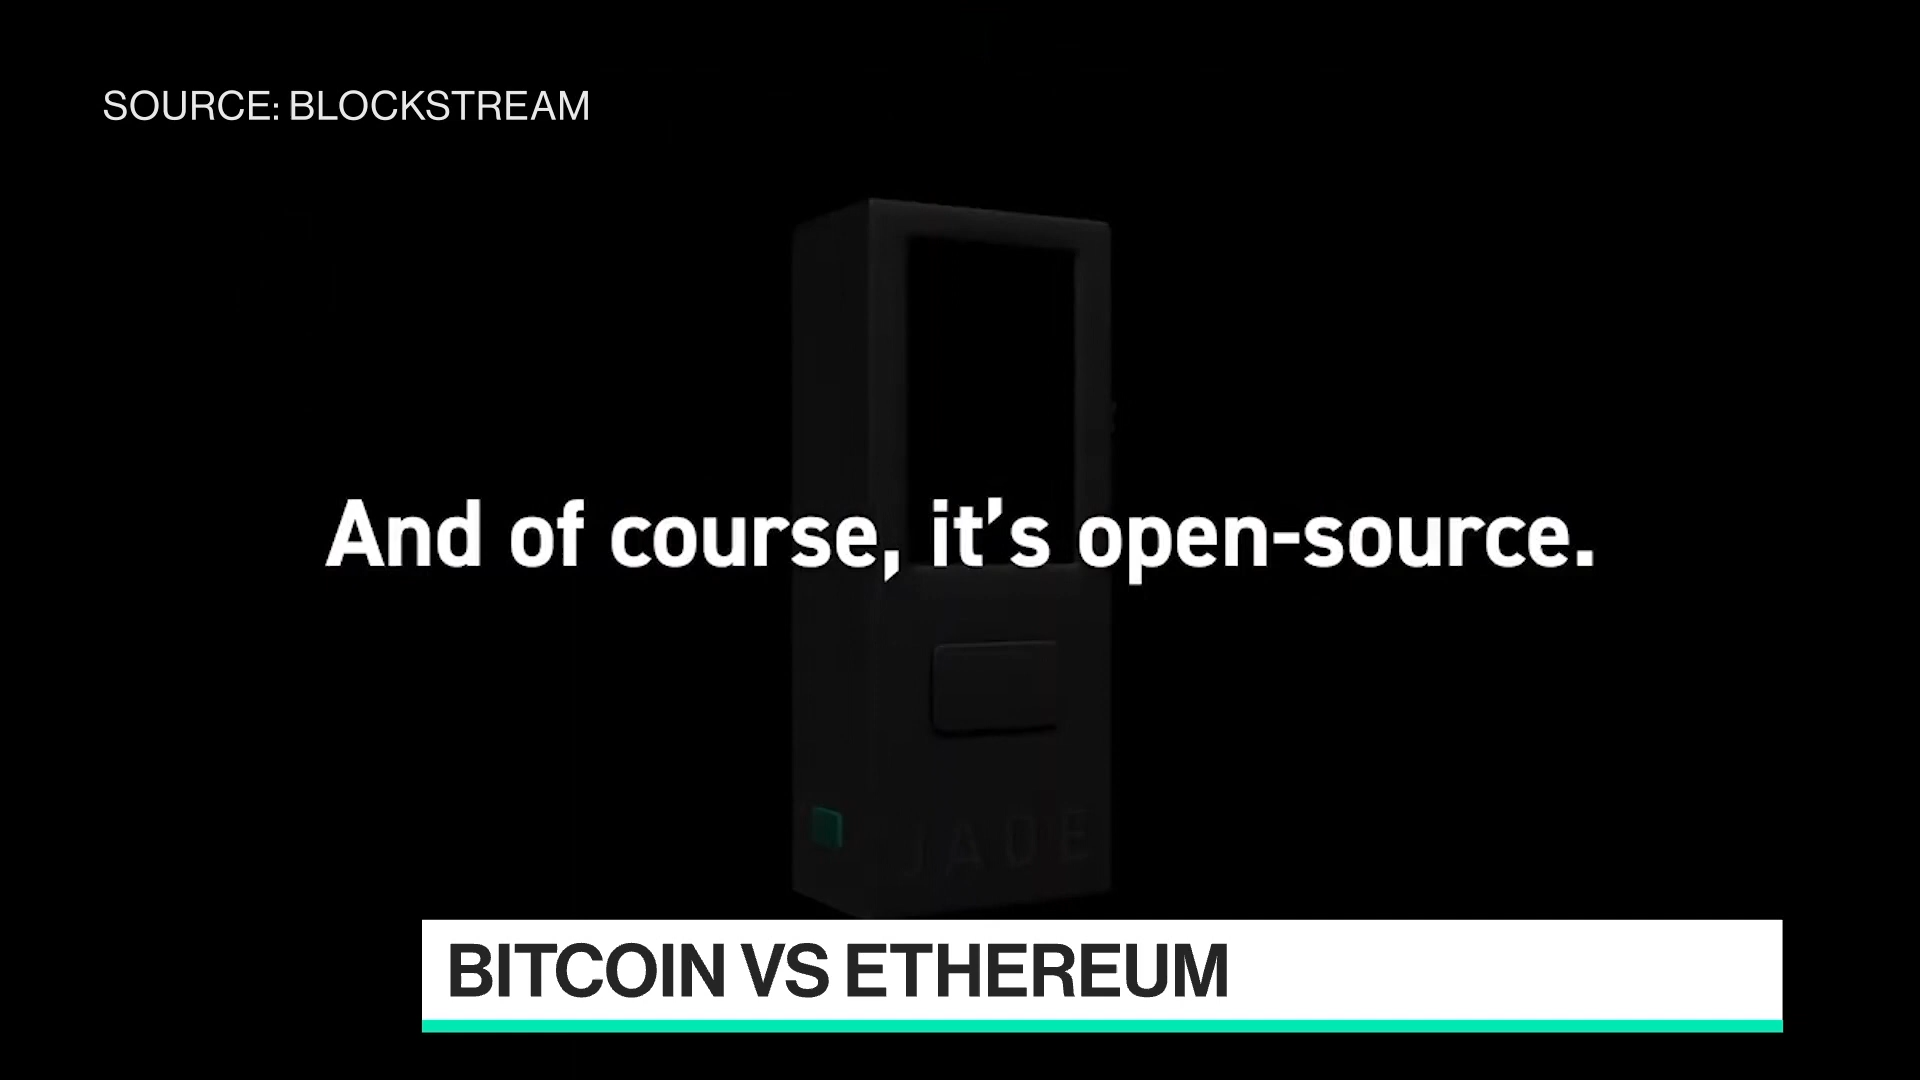 SOURCE: BLOCKSTREAM
And of course, it’s open-source.
JADE
BITCOIN VS ETHEREUM